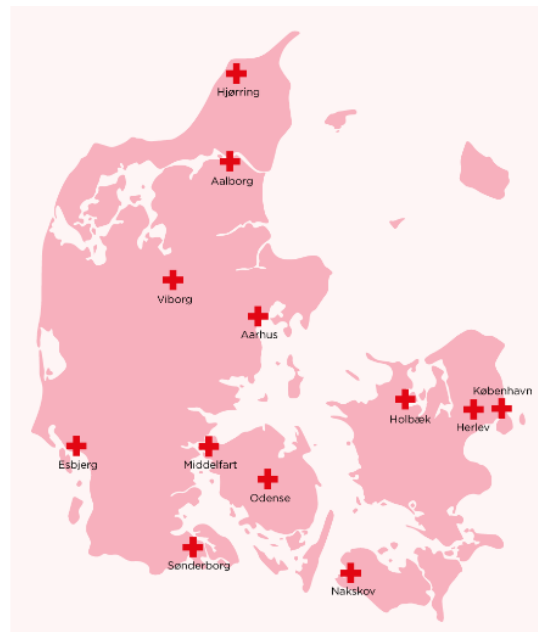 Hjørring
Aalborg
Viborg
Aarhus
København
Holbæk
Herlev
Esbjerg
Middelfart
Odense
Sønderborg
Nakskov